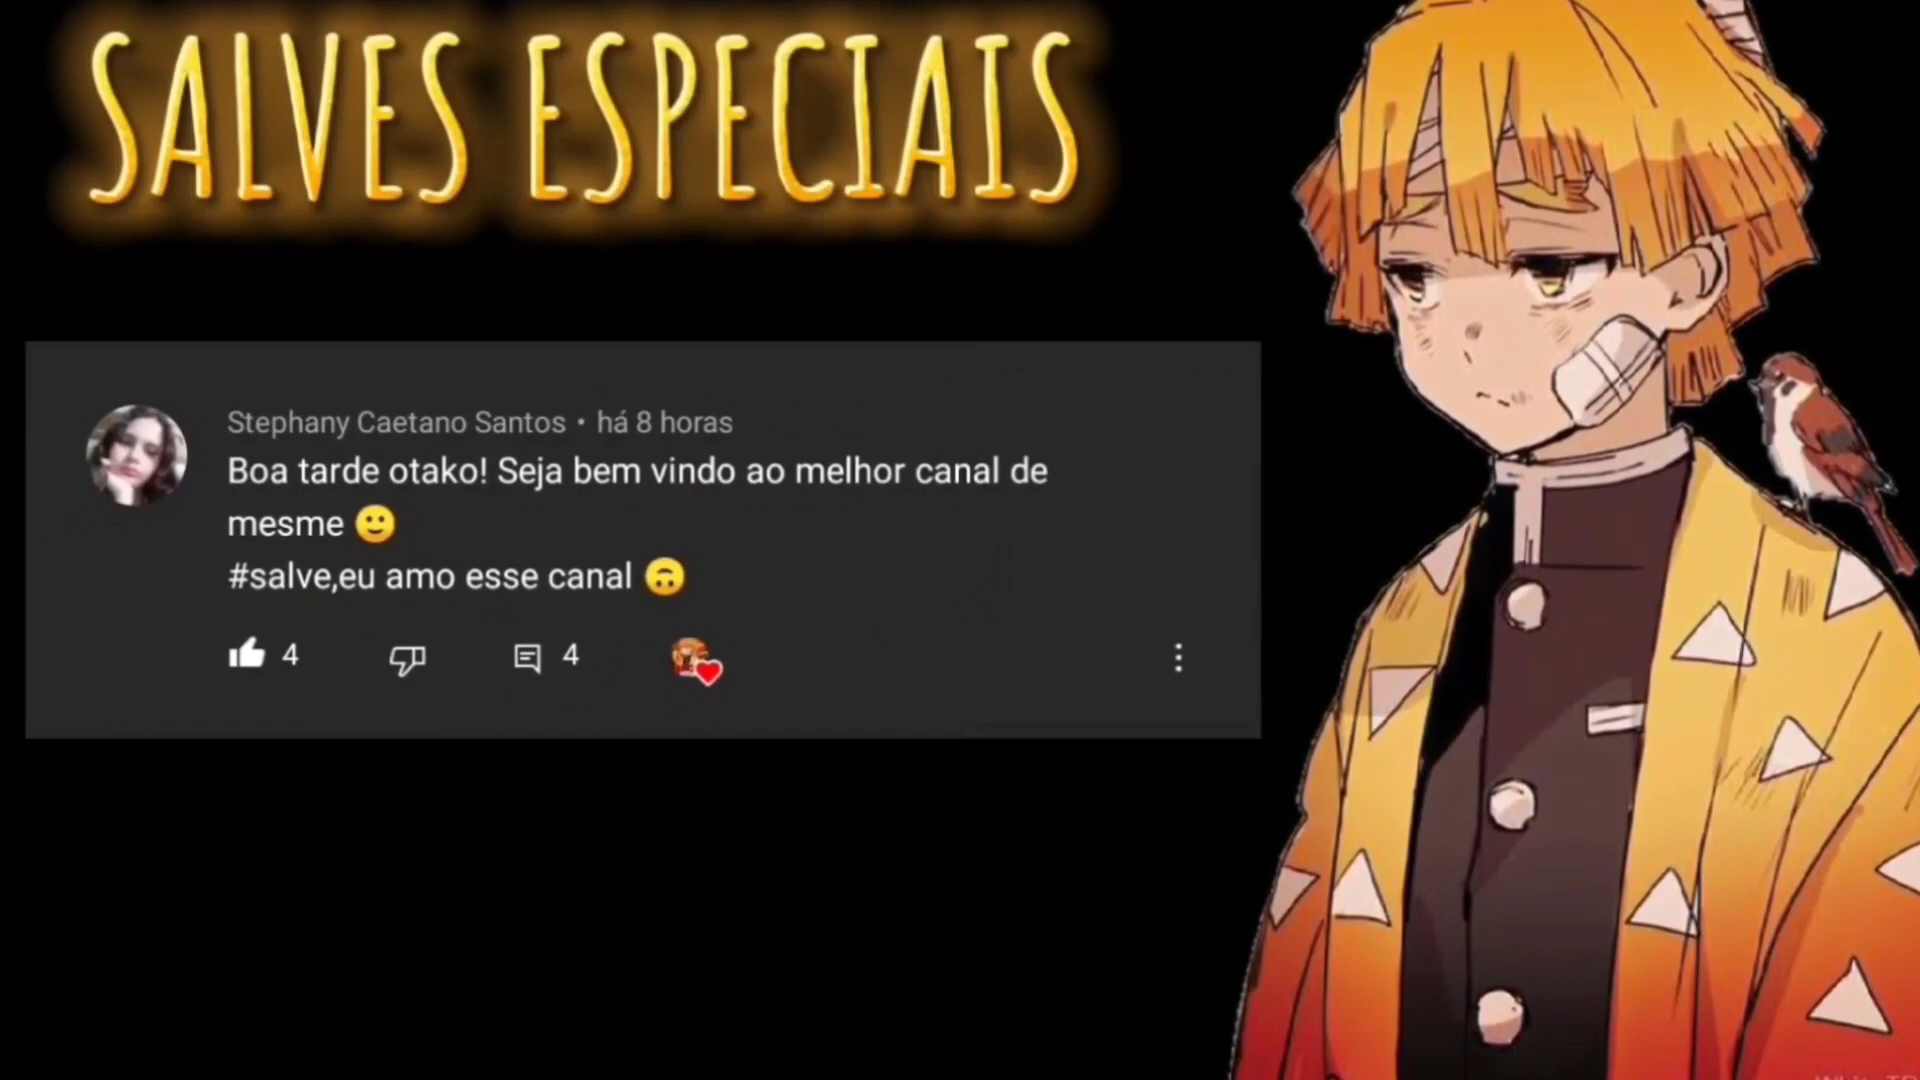 SALVES ESPECIAIS
Stephany Caetano Santos • há 8 horas
Boa tarde otako! Seja bem vindo ao melhor canal de
mesme 🙂
#salve,eu amo esse canal 🙃
4
4